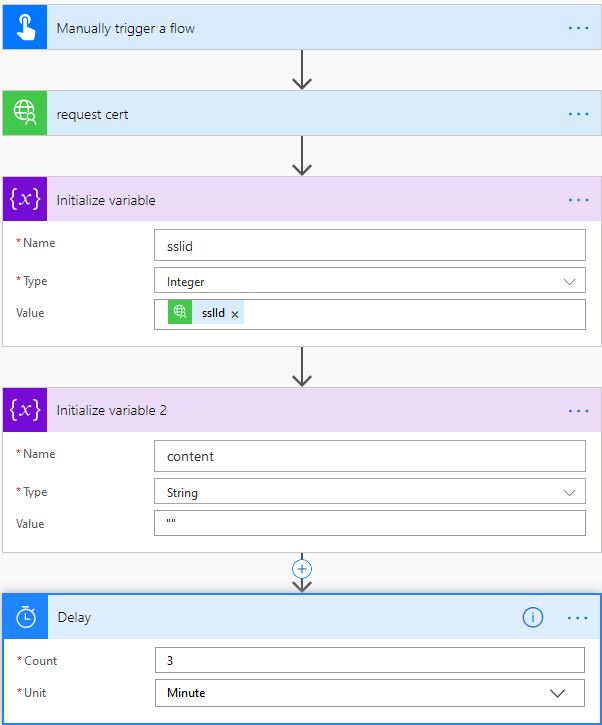 Manually trigger a flow
request cert
{x} Initialize variable
* Name sslid
* Type Integer
Value sslId ×
{x} Initialize variable 2
* Name content
* Type String
Value ""
Delay
* Count 3
* Unit Minute